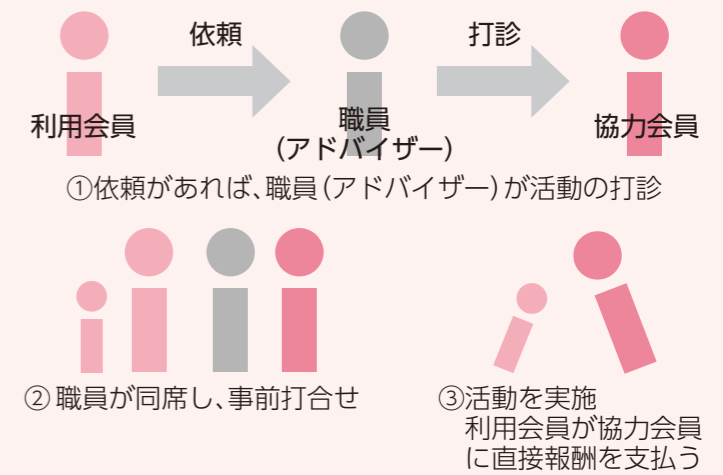 依頼
打診
利用会員
職員
(アドバイザー)
協力会員
①依頼があれば、職員(アドバイザー)が活動の打診
②職員が同席し、事前打合せ
③活動を実施
利用会員が協力会員
に直接報酬を支払う